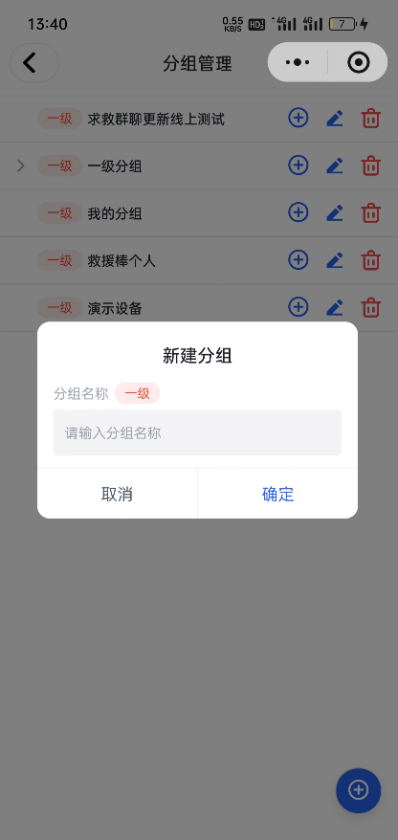 13:40
0.55 KB/S HD 4G 4G 7
分组管理
一级 求救群聊更新线上测试
一级 一级分组
一级 我的分组
一级 救援棒个人
一级 演示设备
新建分组
分组名称 一级
请输入分组名称
取消 确定